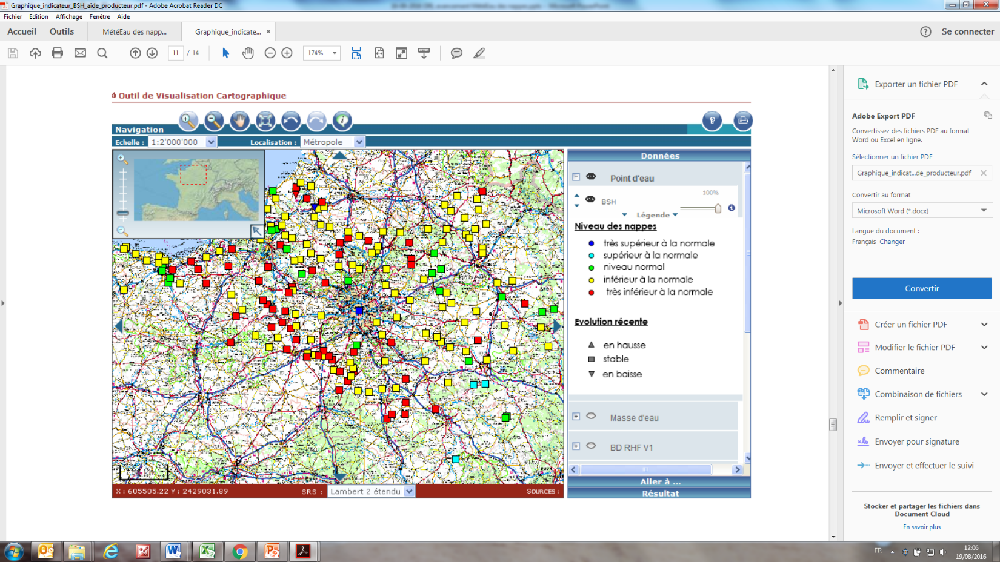 Graphique_indicateur_BSH_aide_producteur.pdf - Adobe Acrobat Reader DC
Fichier Edition Affichage Fenêtre Aide
Accueil Outils MétéEau des napp... Graphique_indicate... × Se connecter
11 / 14 174%
Outil de Visualisation Cartographique
Navigation
Echelle : 1:2'000'000 Localisation : Métropole
Données
Point d'eau
100%
BSH
Légende
Niveau des nappes
très supérieur à la normale
supérieur à la normale
niveau normal
inférieur à la normale
très inférieur à la normale
Evolution récente
en hausse
stable
en baisse
Masse d'eau
BD RHF V1
Aller à ...
Résultat
X : 605505.22 Y : 2429031.89 SRS : Lambert 2 étendu SOURCES :
Exporter un fichier PDF
Adobe Export PDF
Convertissez des fichiers PDF au format
Word ou Excel en ligne.
Sélectionner un fichier PDF
Graphique_indicat...de_producteur.pdf
Convertir au format
Microsoft Word (*.docx)
Langue du document :
Français Changer
Convertir
Créer un fichier PDF
Modifier le fichier PDF
Commentaire
Combinaison de fichiers
Remplir et signer
Envoyer pour signature
Envoyer et effectuer le suivi
Stocker et partager les fichiers dans
Document Cloud
En savoir plus
FR
12:06
19/08/2016